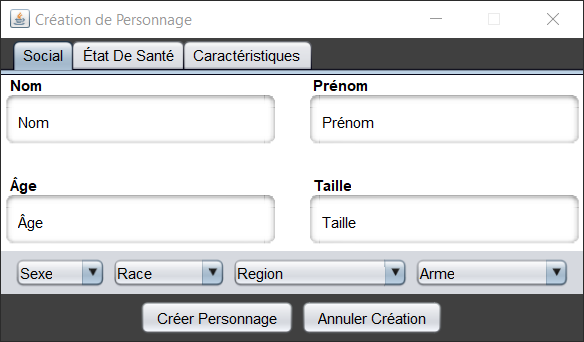 Création de Personnage
Social État De Santé Caractéristiques
Nom Prénom
Nom Prénom
Âge Taille
Âge Taille
Sexe Race Region Arme
Créer Personnage Annuler Création